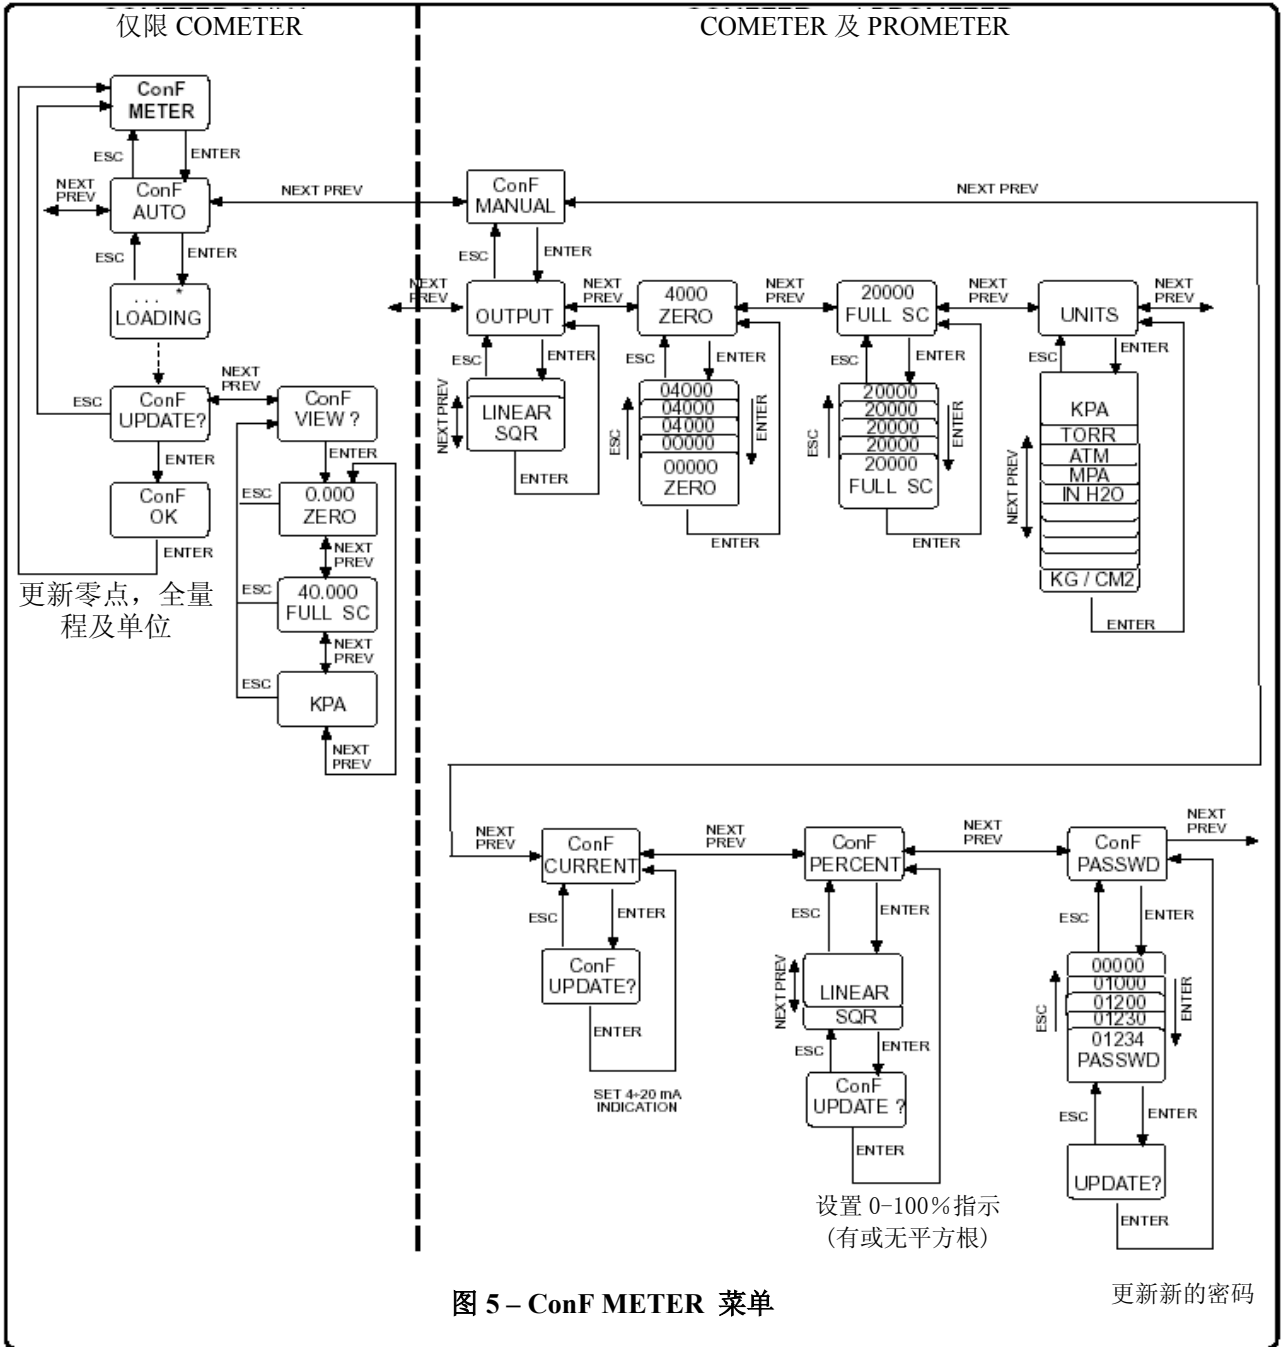 仅限 COMETER
COMETER 及 PROMETER
ConF
METER
ESC
ENTER
NEXT
PREV
ConF
AUTO
NEXT PREV
ESC
ENTER
... *
LOADING
ESC
ConF
UPDATE?
NEXT
PREV
ConF
VIEW ?
ENTER
ENTER
ConF
OK
ENTER
更新零点，全量
程及单位
ESC
0.000
ZERO
NEXT
PREV
ESC
40.000
FULL SC
NEXT
PREV
ESC
KPA
NEXT
PREV
ConF
MANUAL
NEXT PREV
ESC
ENTER
NEXT
PREV
OUTPUT
NEXT
PREV
4000
ZERO
NEXT
PREV
20000
FULL SC
NEXT
PREV
UNITS
NEXT
PREV
ESC
ENTER
NEXT PREV
LINEAR
SQR
ENTER
ESC
ENTER
04000
04000
04000
00000
00000
ZERO
ESC
ENTER
ENTER
ESC
ENTER
20000
20000
20000
20000
20000
FULL SC
ESC
ENTER
ENTER
ESC
ENTER
KPA
TORR
ATM
MPA
IN H2O
KG / CM2
NEXT PREV
ENTER
NEXT
PREV
ConF
CURRENT
NEXT
PREV
ConF
PERCENT
NEXT
PREV
ConF
PASSWD
NEXT
PREV
ESC
ENTER
ConF
UPDATE?
ENTER
SET 4÷20 mA
INDICATION
ESC
ENTER
NEXT PREV
LINEAR
SQR
ESC
ENTER
ConF
UPDATE ?
ENTER
设置 0-100％指示
(有或无平方根)
ESC
ENTER
00000
01000
01200
01230
01234
PASSWD
ESC
ENTER
ESC
ENTER
UPDATE?
ENTER
更新新的密码
图 5 – ConF METER 菜单